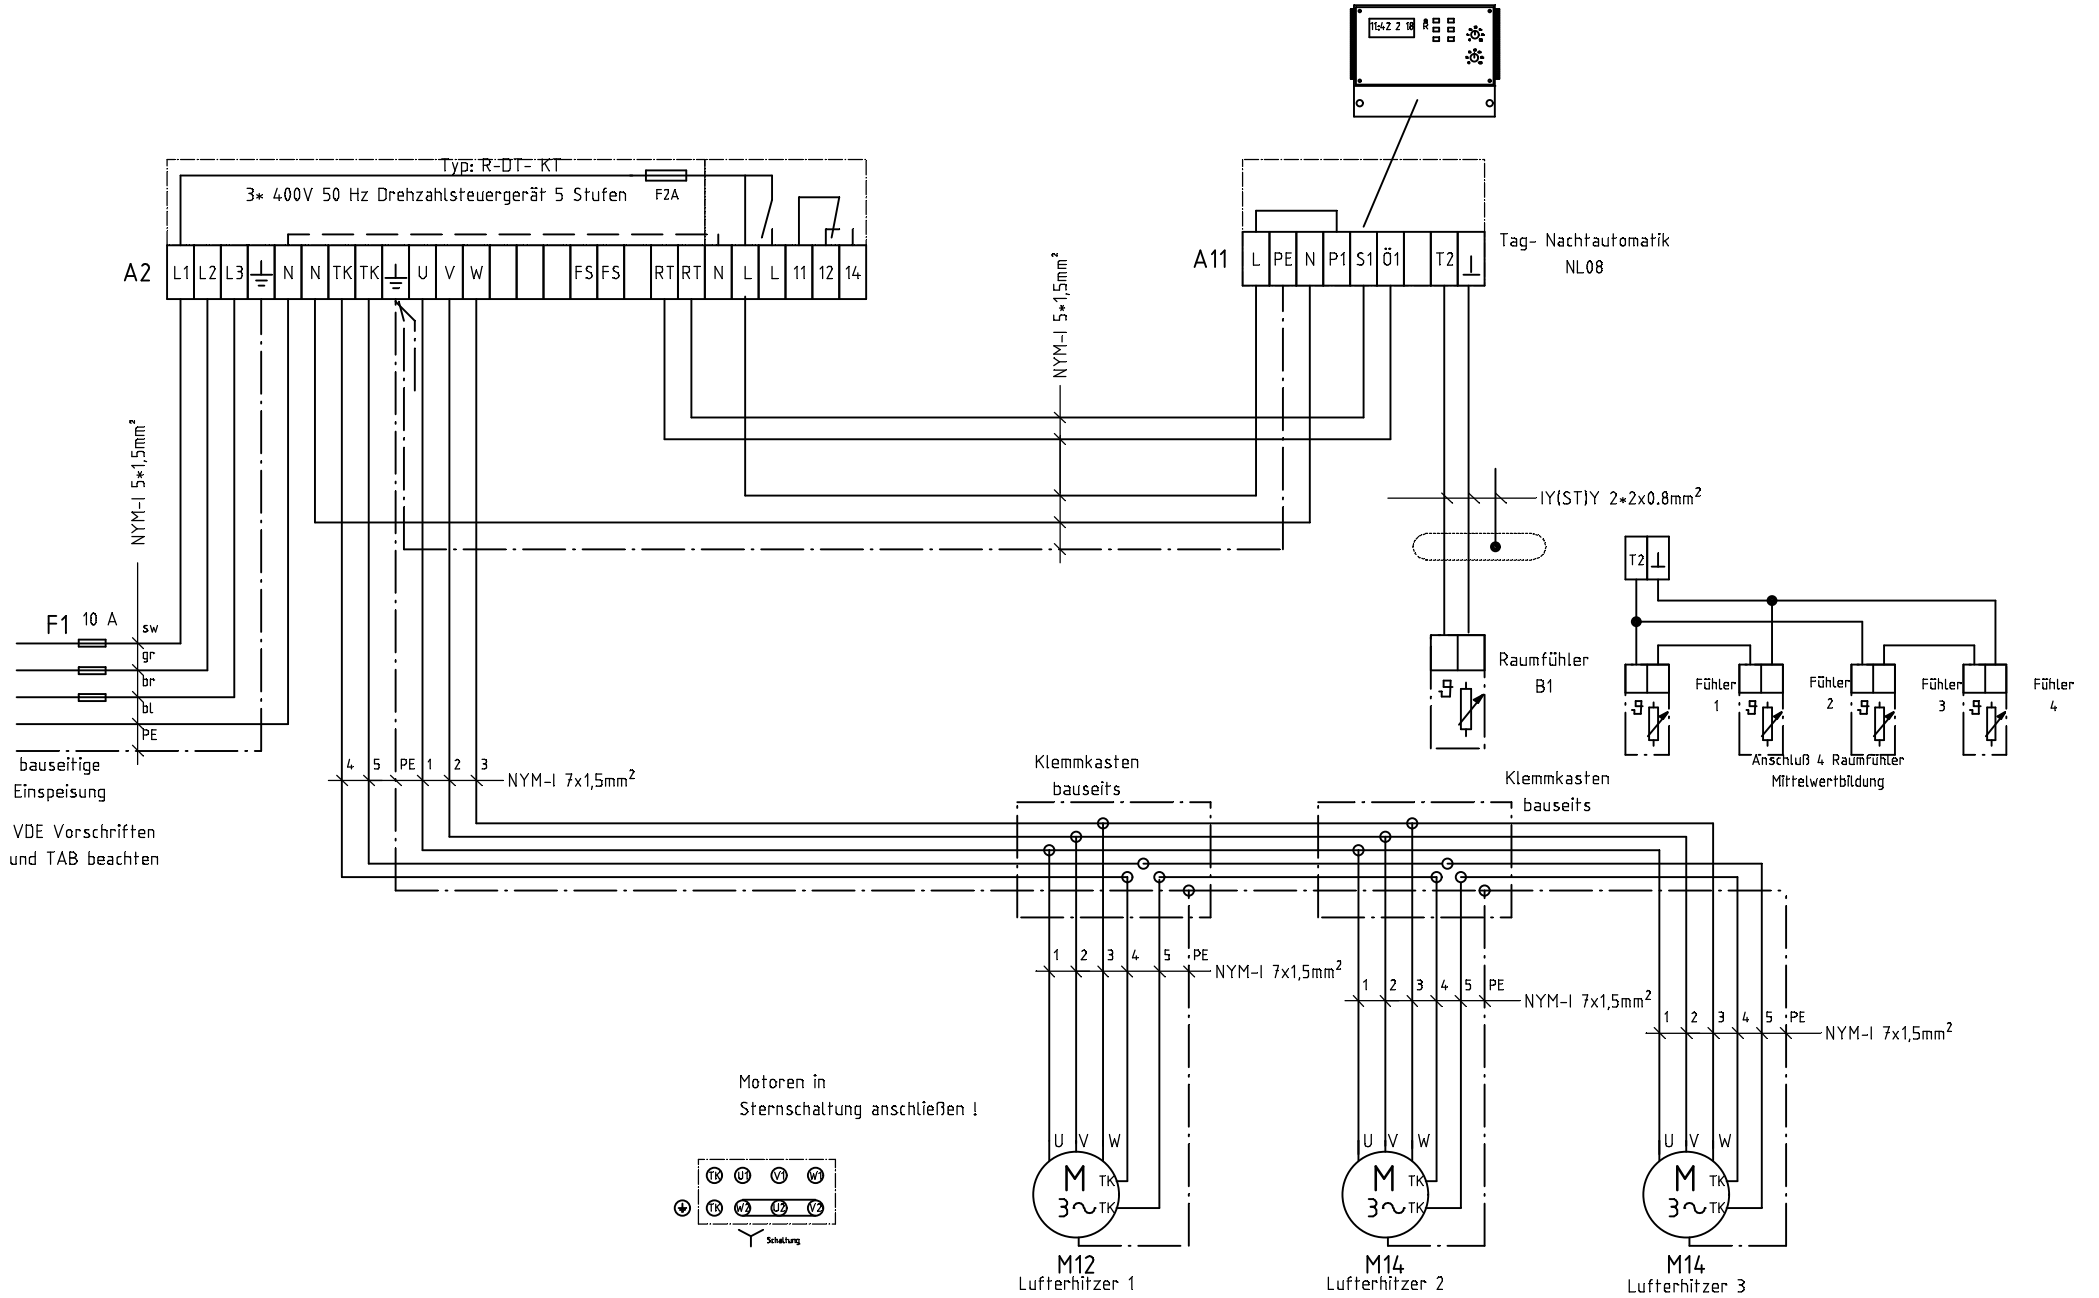 11:42 2 18
Typ: R-DT- KT
3* 400V 50 Hz Drehzahlsteuergerät 5 Stufen
F2A
A2
L1 L2 L3 N N TK TK U V W FS FS RT RT N L L 11 12 14
A11
L PE N P1 S1 Ö1 T2
Tag- Nachtautomatik
NL08
NYM-I 5*1,5mm²
NYM-I 5*1,5mm²
IY(ST)Y 2*2x0.8mm²
F1 10 A
sw
gr
br
bl
PE
bauseitige
Einspeisung
VDE Vorschriften
und TAB beachten
T2
Raumfühler
B1
Fühler
1
Fühler
2
Fühler
3
Fühler
4
Anschluß 4 Raumfühler
Mittelwertbildung
4 5 PE 1 2 3
NYM-I 7x1,5mm²
Klemmkasten
bauseits
Klemmkasten
bauseits
1 2 3 4 5 PE
NYM-I 7x1,5mm²
1 2 3 4 5 PE
NYM-I 7x1,5mm²
1 2 3 4 5 PE
NYM-I 7x1,5mm²
Motoren in
Sternschaltung anschließen !
TK U1 V1 W1
TK W2 U2 V2
Schaltung
U V W
M TK
3~ TK
M12
Lufterhitzer 1
U V W
M TK
3~ TK
M14
Lufterhitzer 2
U V W
M TK
3~ TK
M14
Lufterhitzer 3